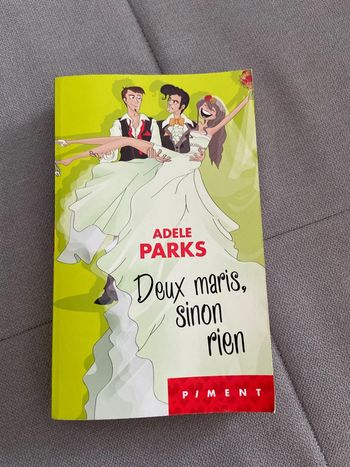 ADELE
PARKS
Deux maris,
sinon
rien
PIMENT